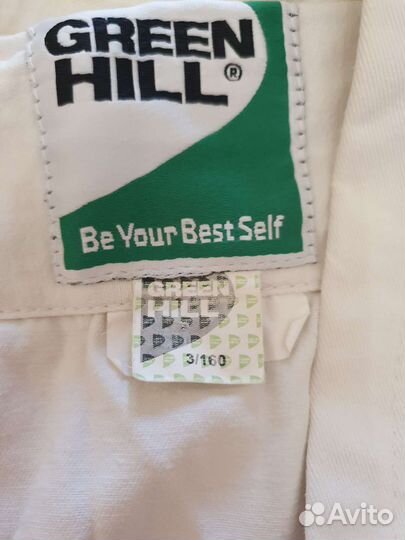 GREEN
HILL®
Be Your Best Self
GREEN
HILL
3/160
Avito